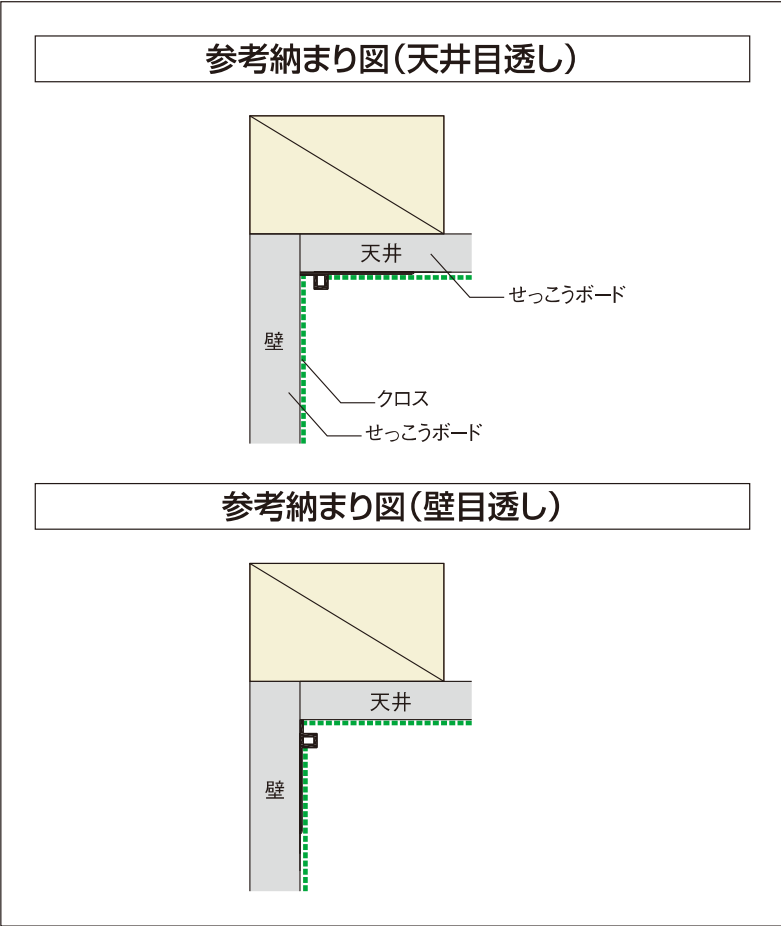 参考納まり図(天井目透し)
天井
せっこうボード
壁
クロス
せっこうボード
参考納まり図(壁目透し)
天井
壁